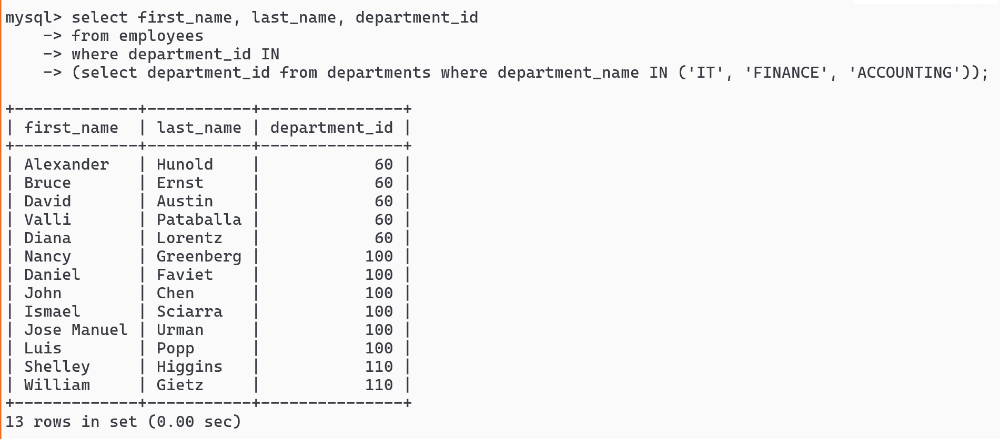 mysql> select first_name, last_name, department_id
    -> from employees
    -> where department_id IN
    -> (select department_id from departments where department_name IN ('IT', 'FINANCE', 'ACCOUNTING'));

+-------------+-----------+---------------+
| first_name  | last_name | department_id |
+-------------+-----------+---------------+
| Alexander   | Hunold    |            60 |
| Bruce       | Ernst     |            60 |
| David       | Austin    |            60 |
| Valli       | Pataballa |            60 |
| Diana       | Lorentz   |            60 |
| Nancy       | Greenberg |           100 |
| Daniel      | Faviet    |           100 |
| John        | Chen      |           100 |
| Ismael      | Sciarra   |           100 |
| Jose Manuel | Urman     |           100 |
| Luis        | Popp      |           100 |
| Shelley     | Higgins   |           110 |
| William     | Gietz     |           110 |
+-------------+-----------+---------------+
13 rows in set (0.00 sec)